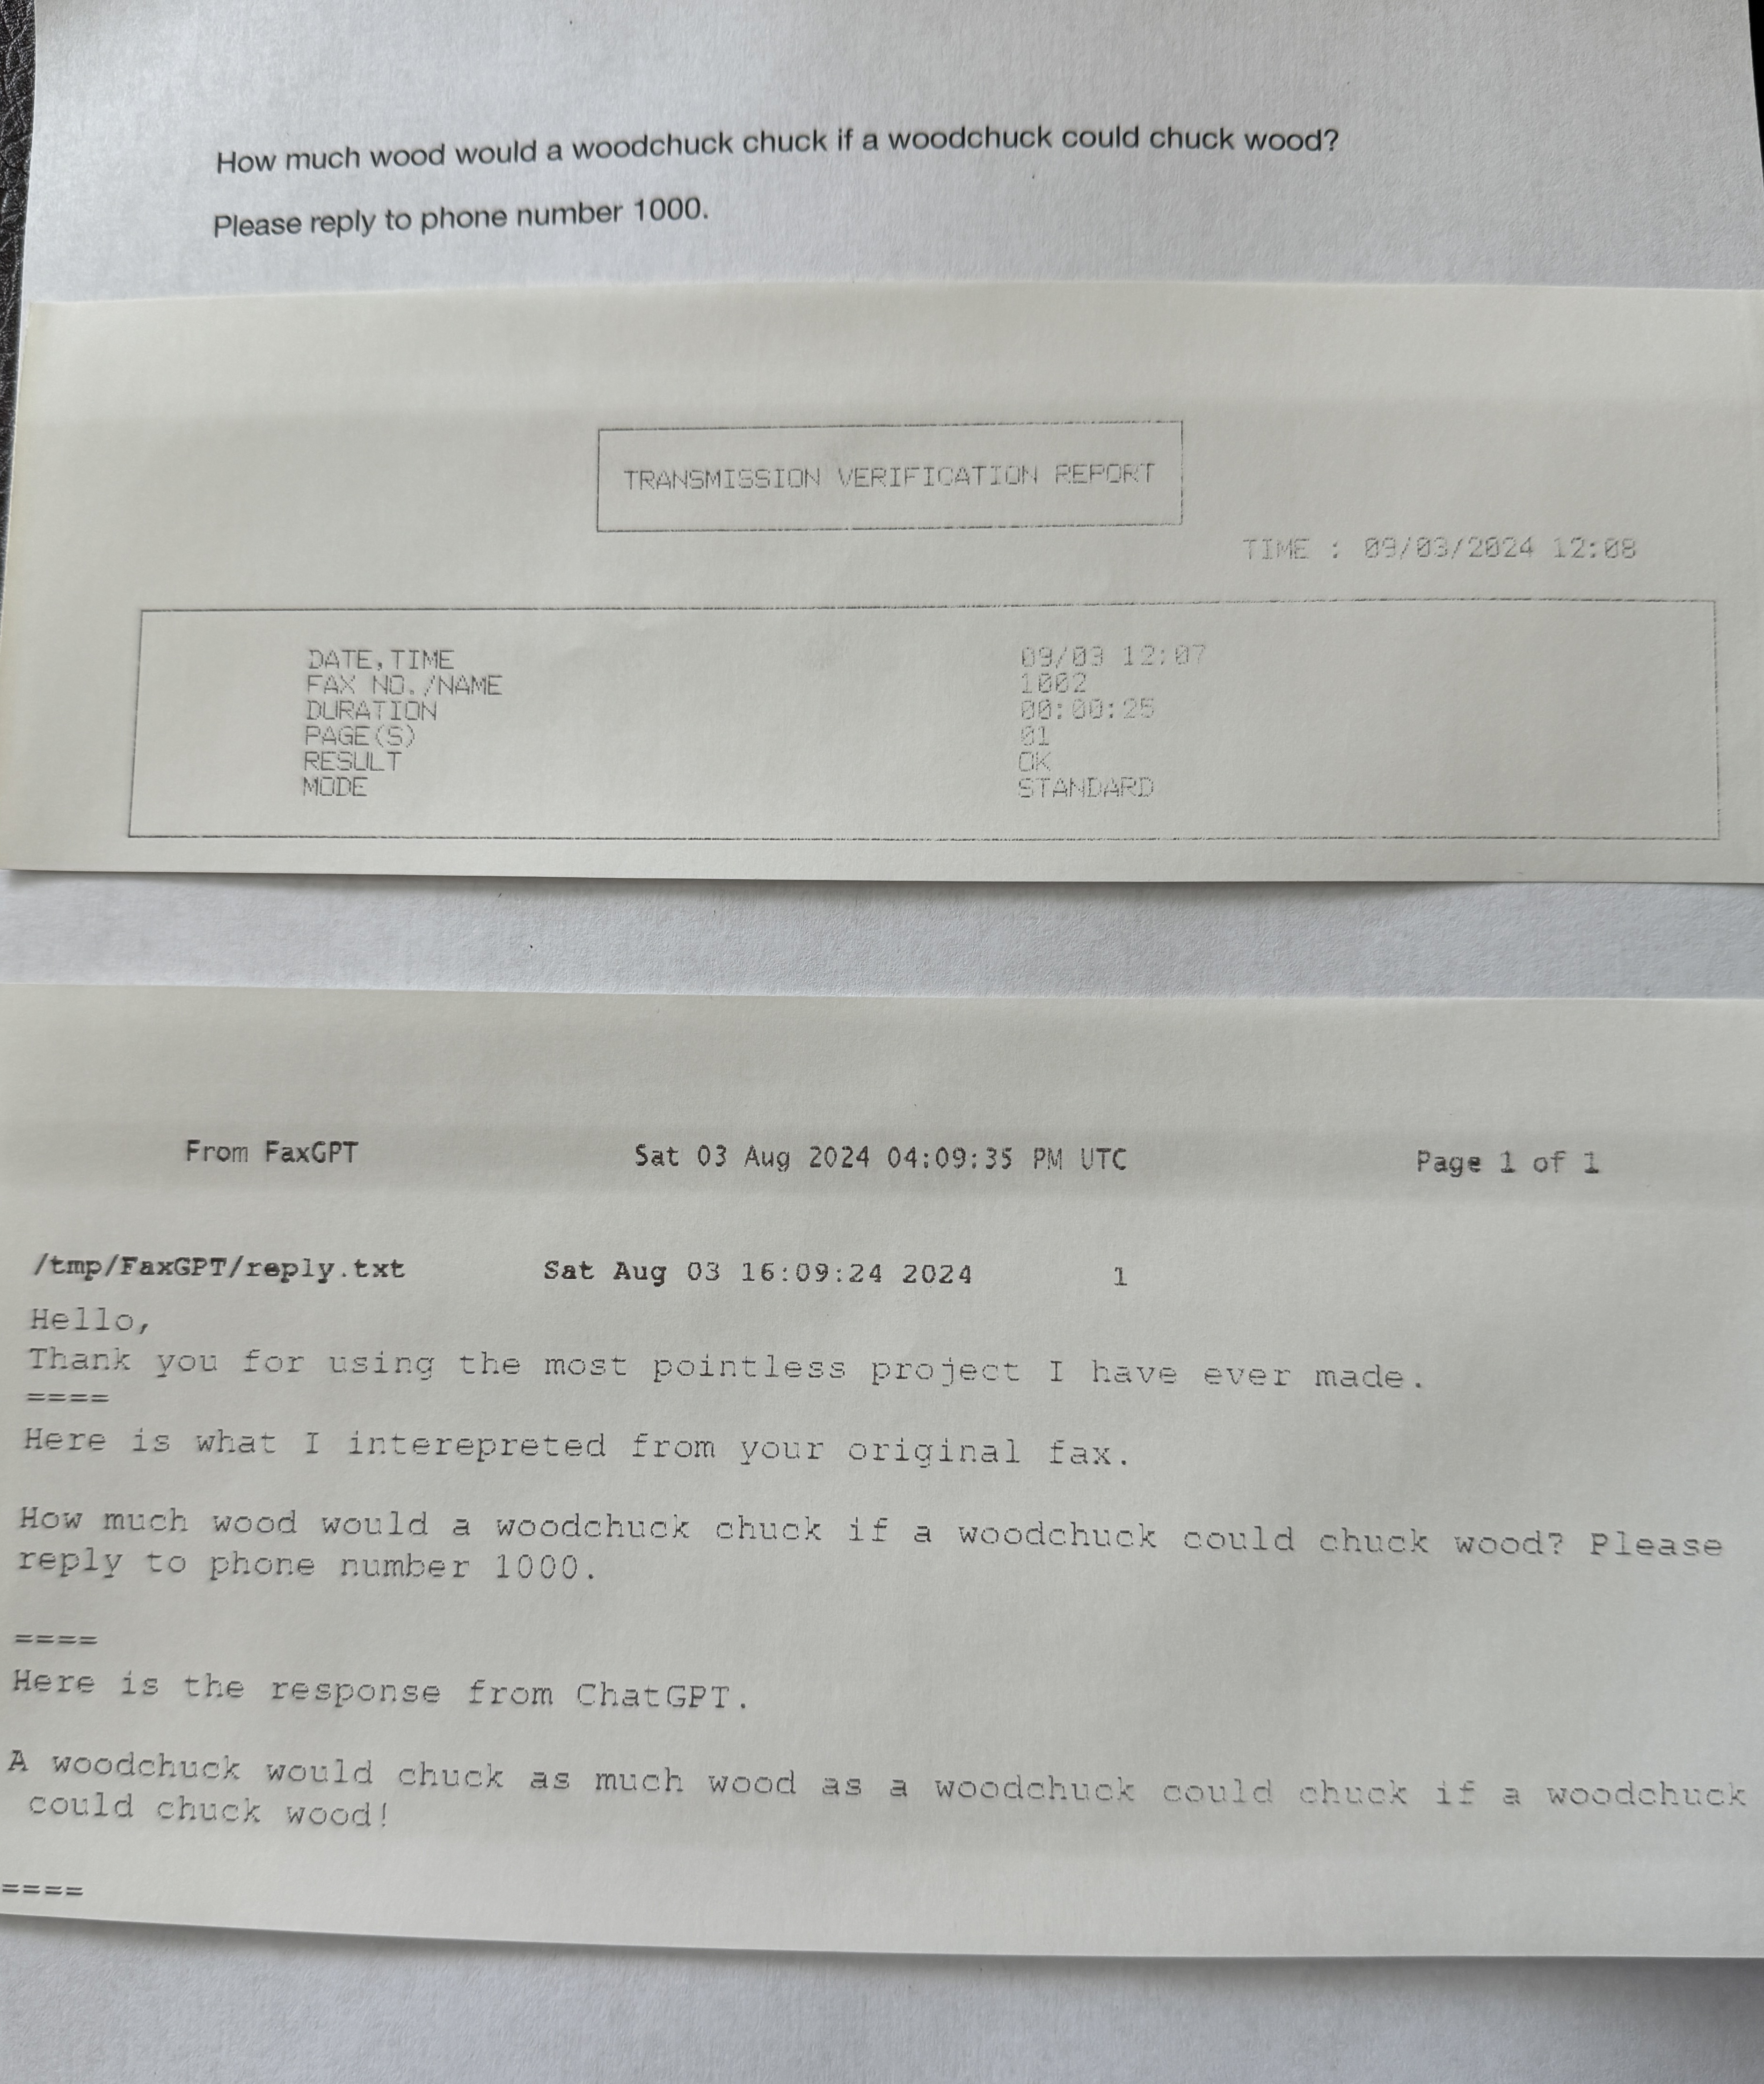 How much wood would a woodchuck chuck if a woodchuck could chuck wood?
Please reply to phone number 1000.
TRANSMISSION VERIFICATION REPORT
TIME : 09/03/2024 12:08
DATE,TIME 09/03 12:07
FAX NO./NAME 1002
DURATION 00:00:25
PAGE(S) 01
RESULT OK
MODE STANDARD
From FaxGPT Sat 03 Aug 2024 04:09:35 PM UTC Page 1 of 1
/tmp/FaxGPT/reply.txt Sat Aug 03 16:09:24 2024 1
Hello,
Thank you for using the most pointless project I have ever made.
====
Here is what I interepreted from your original fax.
How much wood would a woodchuck chuck if a woodchuck could chuck wood? Please
reply to phone number 1000.
====
Here is the response from ChatGPT.
A woodchuck would chuck as much wood as a woodchuck could chuck if a woodchuck
could chuck wood!
====